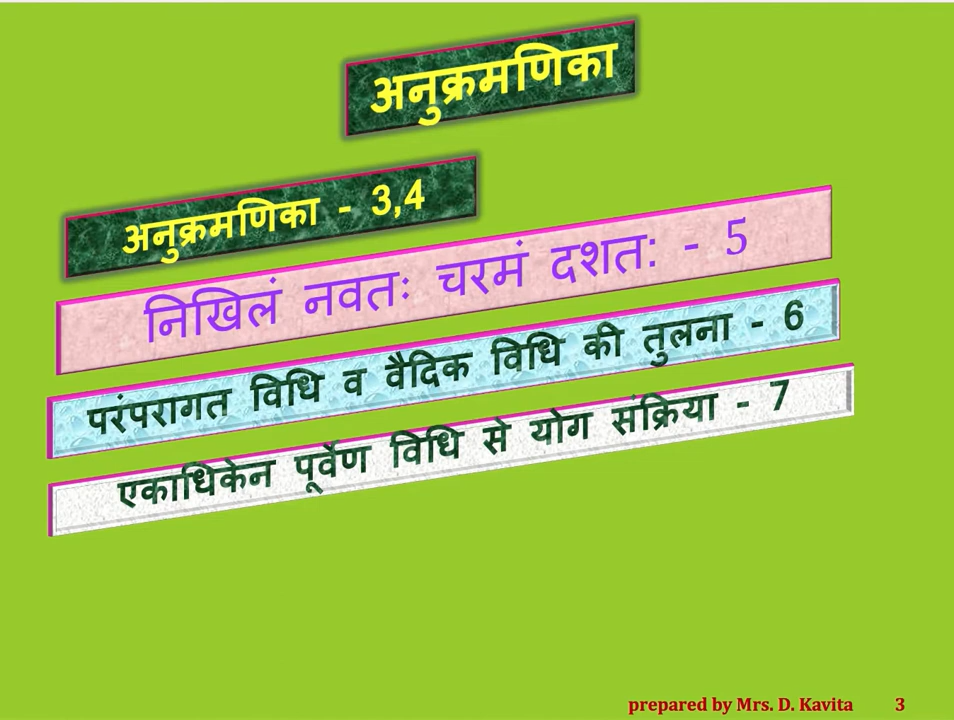 अनुक्रमणिका
अनुक्रमणिका - 3,4
निखिलं नवतः चरमं दशत: - 5
परंपरागत विधि व वैदिक विधि की तुलना - 6
एकाधिकेन पूर्वेण विधि से योग संक्रिया - 7
prepared by Mrs. D. Kavita 3